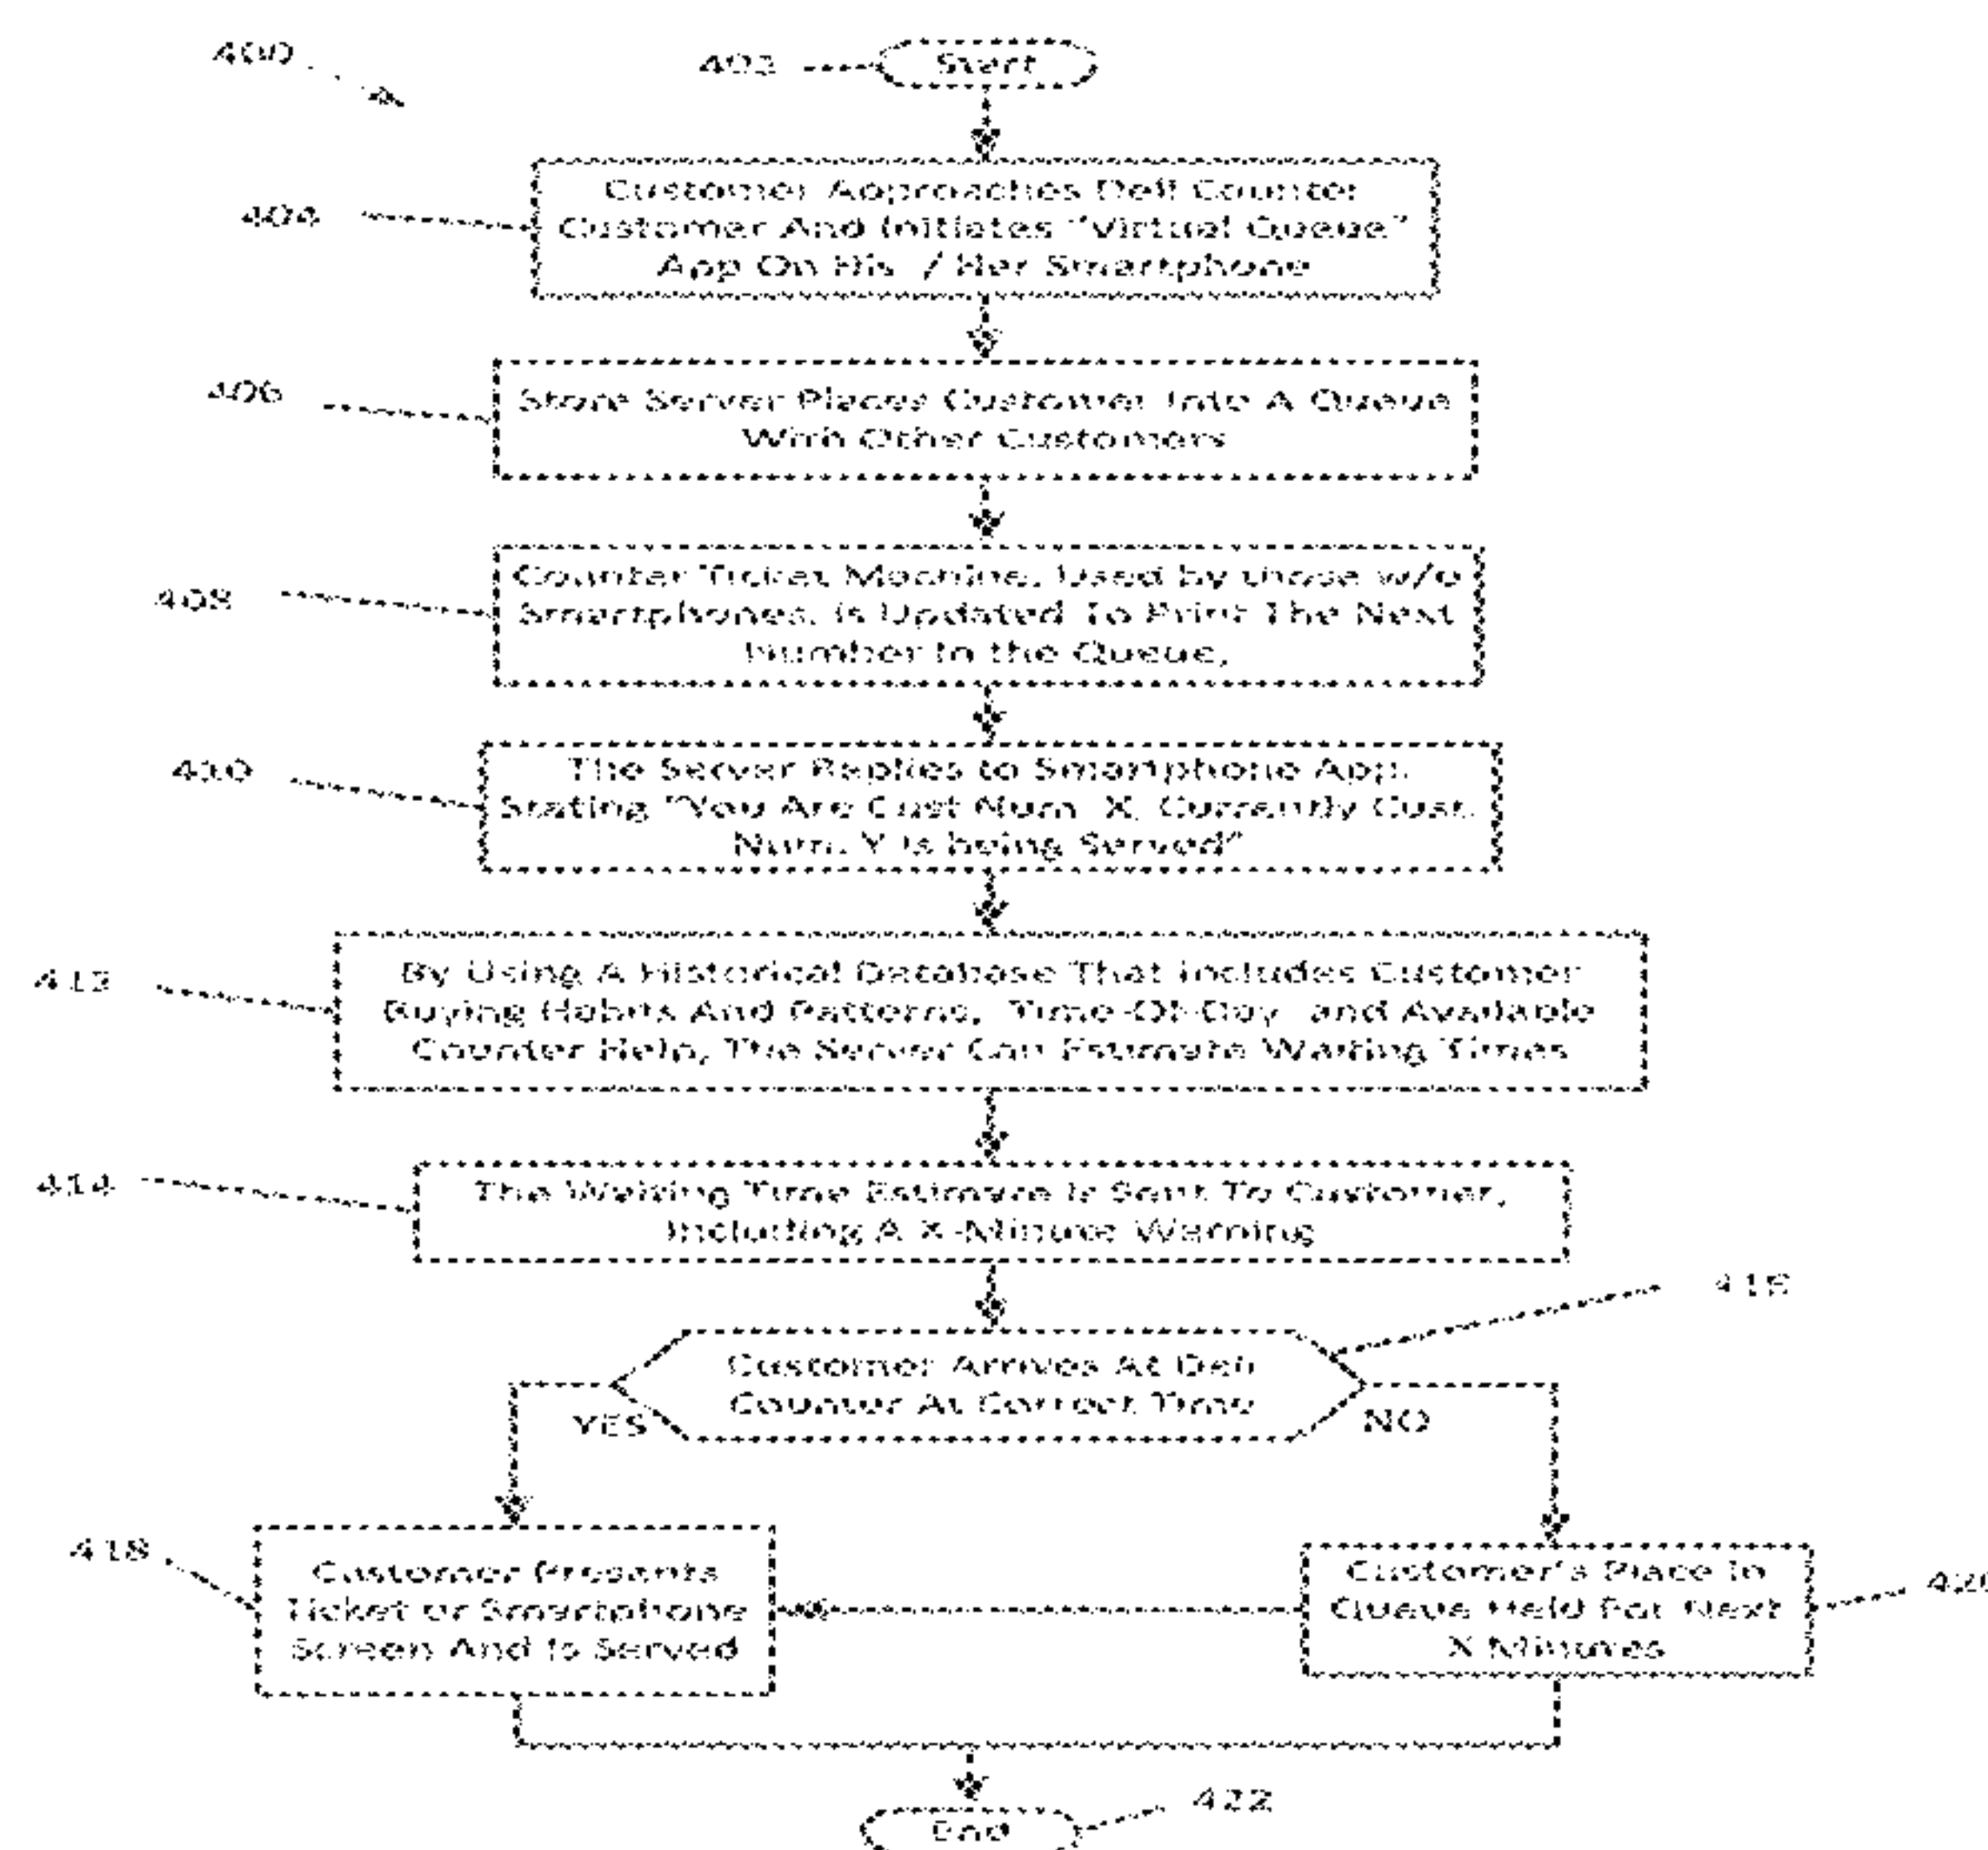 400
402
Start
404
Customer Approaches Deli Counter
Customer And Initiates "Virtual Queue"
App On His / Her Smartphone
406
Store Server Places Customer Into A Queue
With Other Customers
408
Counter Ticket Machine, Used by those w/o
Smartphones, is Updated To Print The Next
Number In the Queue.
410
The Server Replies to Smartphone App.
Stating "You Are Cust Num. X, Currently Cust.
Num. Y Is being Served"
412
By Using A Historical Database That Includes Customer
Buying Habits And Patterns, Time-Of-Day and Available
Counter Help, The Server Can Estimate Waiting Times
414
The Waiting Time Estimate Is Sent To Customer,
Including A X-Minute Warning
416
Customer Arrives At Deli
Counter At Correct Time
YES
NO
418
Customer Presents
Ticket or Smartphone
Screen And Is Served
Customer's Place In
Queue Held For Next
X Minutes
422
End